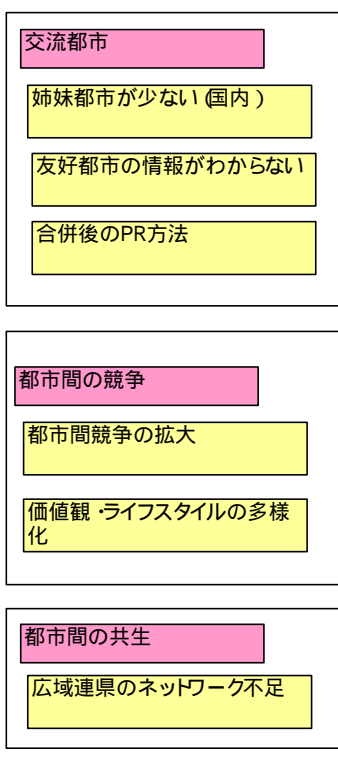 交流都市
姉妹都市が少ない(国内)
友好都市の情報がわからない
合併後のPR方法
都市間の競争
都市間競争の拡大
価値観・ライフスタイルの多様
化
都市間の共生
広域連県のネットワーク不足